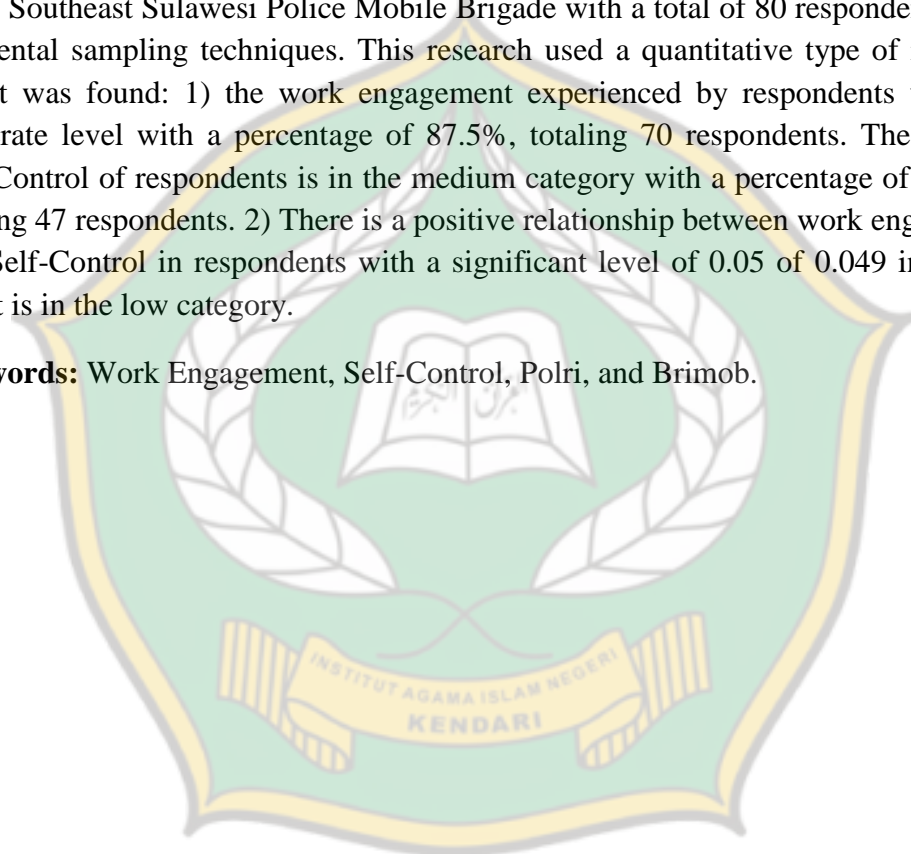 Southeast Sulawesi Police Mobile Brigade with a total of 80 responde
ental sampling techniques. This research used a quantitative type of
t was found: 1) the work engagement experienced by respondents
rate level with a percentage of 87.5%, totaling 70 respondents. The
Control of respondents is in the medium category with a percentage of
ng 47 respondents. 2) There is a positive relationship between work eng
Self-Control in respondents with a significant level of 0.05 of 0.049 in
t is in the low category.
words: Work Engagement, Self-Control, Polri, and Brimob.
القرآن الكريم
INSTITUT AGAMA ISLAM NEGERI
KENDARI